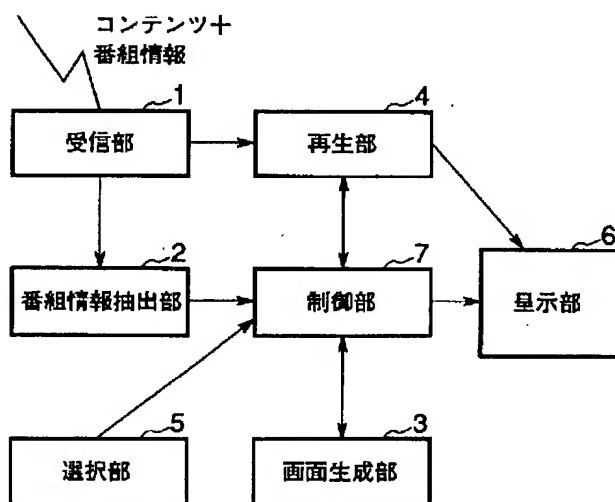 コンテンツ+
番組情報
1
受信部
4
再生部
2
番組情報抽出部
7
制御部
6
呈示部
5
選択部
3
画面生成部